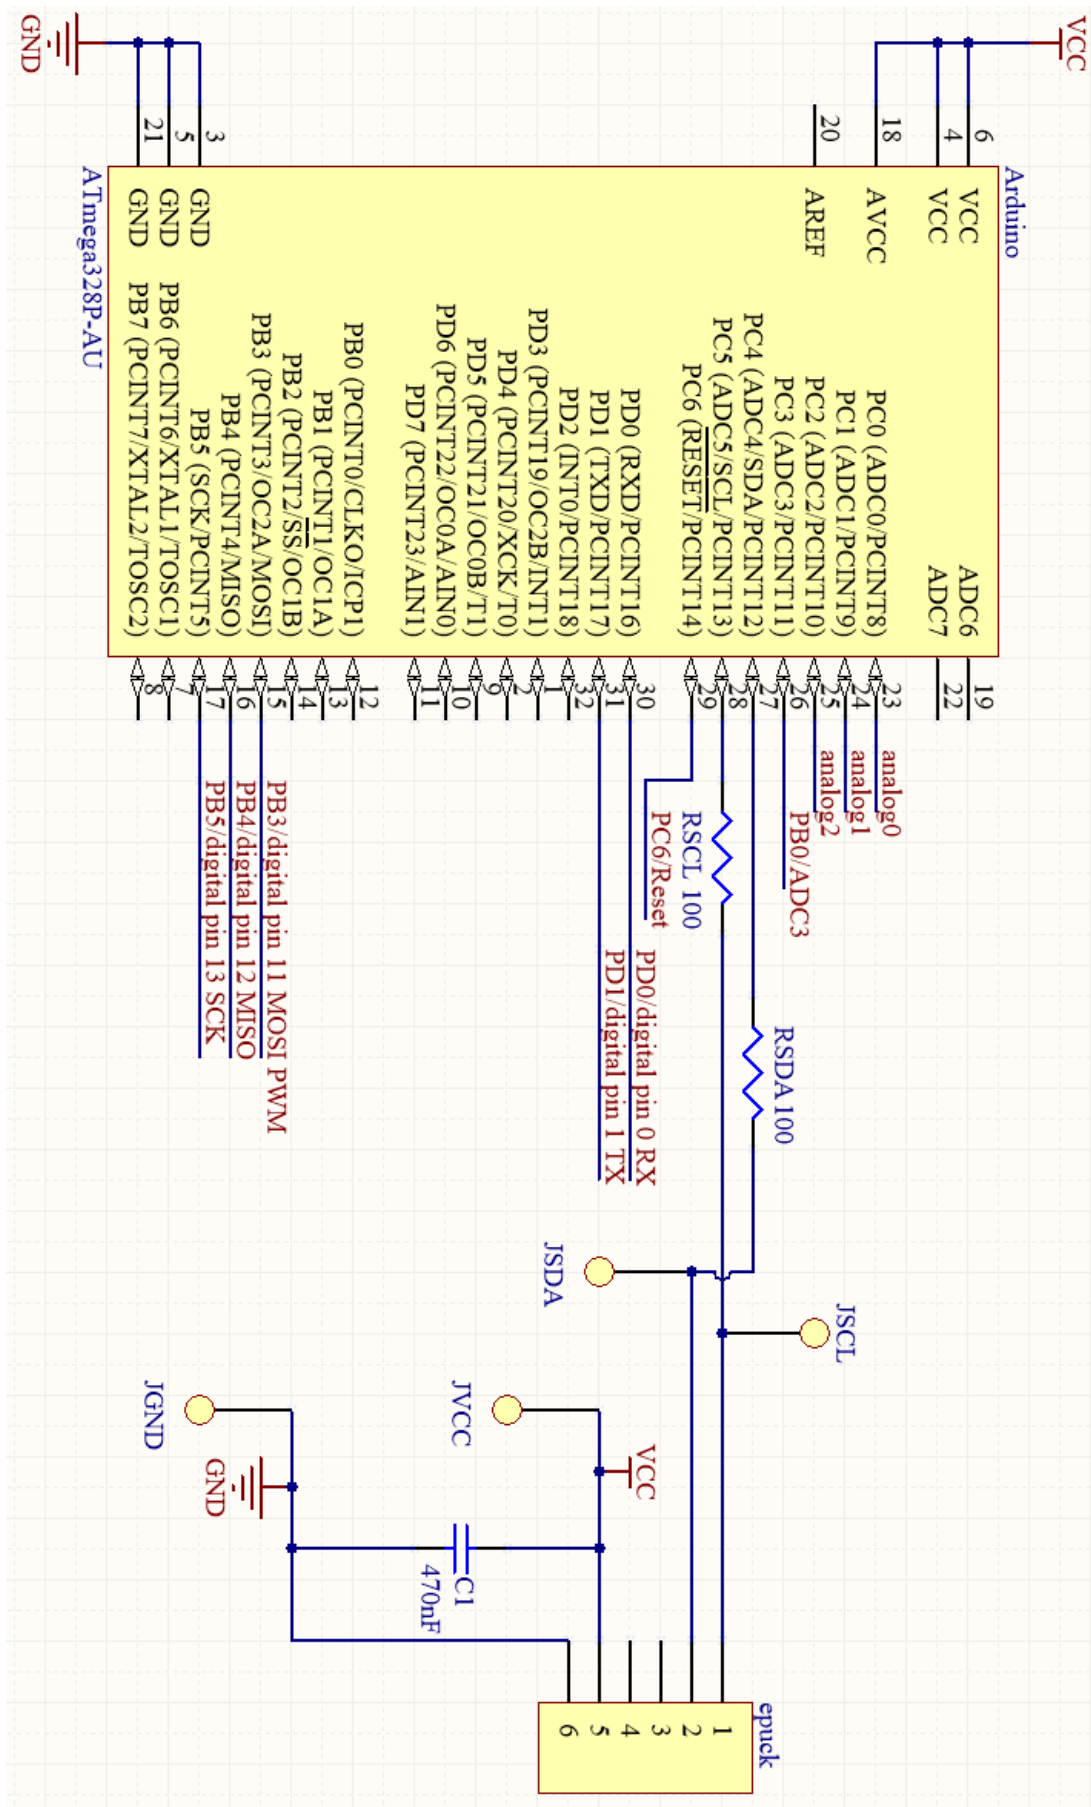 VCC
Arduino
6 VCC ADC6 19
4 VCC ADC7 22
18 AVCC PC0 (ADC0/PCINT8) 23 analog0
PC1 (ADC1/PCINT9) 24 analog1
20 AREF PC2 (ADC2/PCINT10) 25 analog2
PC3 (ADC3/PCINT11) 26 PB0/ADC3
PC4 (ADC4/SDA/PCINT12) 27
RSDA 100
PC5 (ADC5/SCL/PCINT13) 28
RSCL 100
PC6 (RESET/PCINT14) 29
PC6/Reset
PD0 (RXD/PCINT16) 30 PD0/digital pin 0 RX
PD1 (TXD/PCINT17) 31 PD1/digital pin 1 TX
PD2 (INT0/PCINT18) 32
PD3 (PCINT19/OC2B/INT1) 1
PD4 (PCINT20/XCK/T0) 2
PD5 (PCINT21/OC0B/T1) 9
PD6 (PCINT22/OC0A/AIN0) 10
PD7 (PCINT23/AIN1) 11
PB0 (PCINT0/CLKO/ICP1) 12
PB1 (PCINT1/OC1A) 13
PB2 (PCINT2/SS/OC1B) 14
PB3 (PCINT3/OC2A/MOSI) 15 PB3/digital pin 11 MOSI PWM
PB4 (PCINT4/MISO) 16 PB4/digital pin 12 MISO
3 GND PB5 (SCK/PCINT5) 17 PB5/digital pin 13 SCK
5 GND PB6 (PCINT6/XTAL1/TOSC1) 7
21 GND PB7 (PCINT7/XTAL2/TOSC2) 8
ATmega328P-AU
GND
JSCL
JSDA
VCC
JVCC
C1
470nF
GND
JGND
epuck
1
2
3
4
5
6